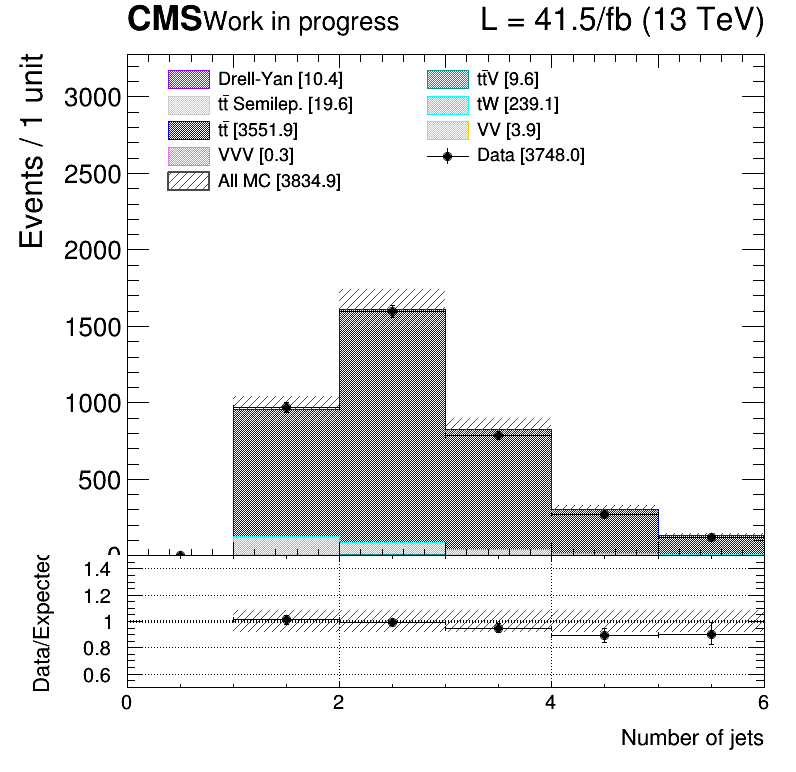 CMS Work in progress L = 41.5/fb (13 TeV)
Events / 1 unit
3000
2500
2000
1500
1000
500
0
Drell-Yan [10.4]
tt̄ Semilep. [19.6]
tt̄ [3551.9]
VVV [0.3]
All MC [3834.9]
tt̄V [9.6]
tW [239.1]
VV [3.9]
Data [3748.0]
Data/Expected
1.4
1.2
1
0.8
0.6
0 2 4 6
Number of jets